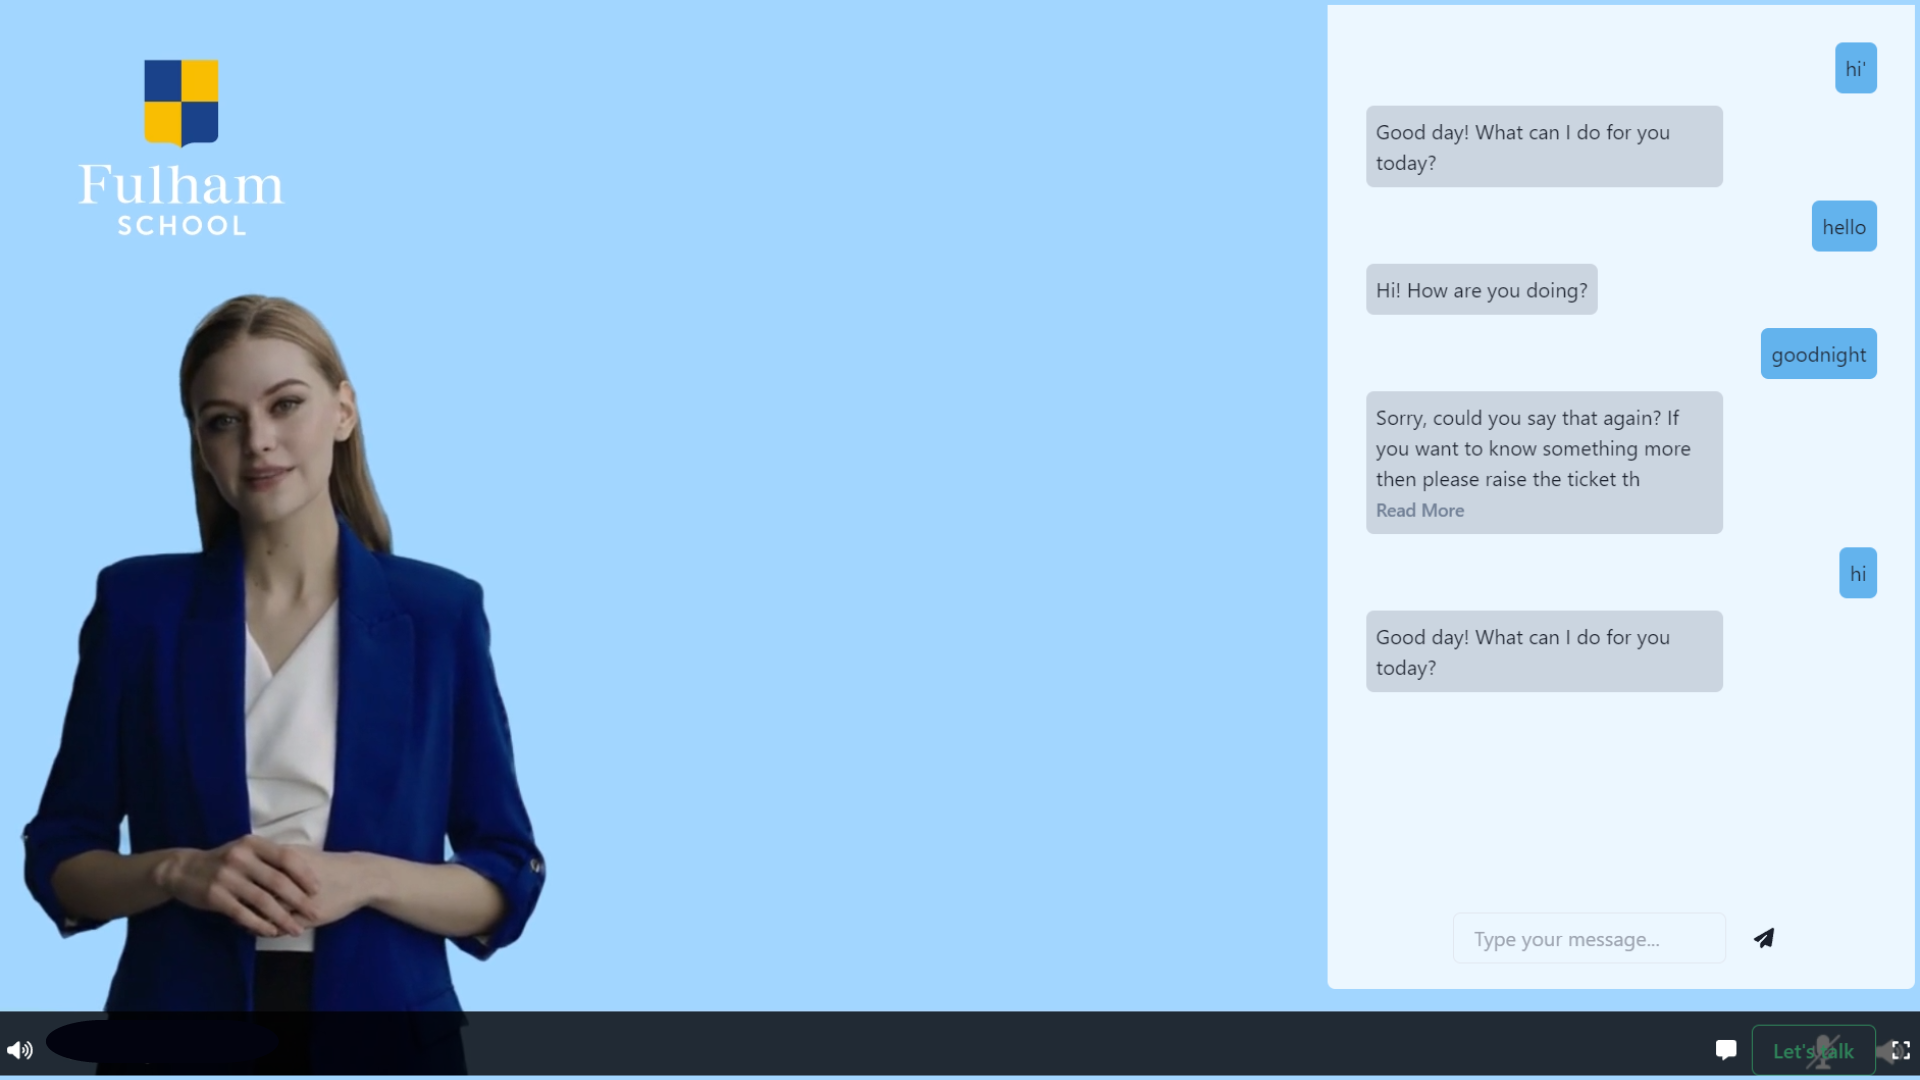 Fulham
SCHOOL
hi'
Good day! What can I do for you
today?
hello
Hi! How are you doing?
goodnight
Sorry, could you say that again? If
you want to know something more
then please raise the ticket th
Read More
hi
Good day! What can I do for you
today?
Type your message...
Let's talk